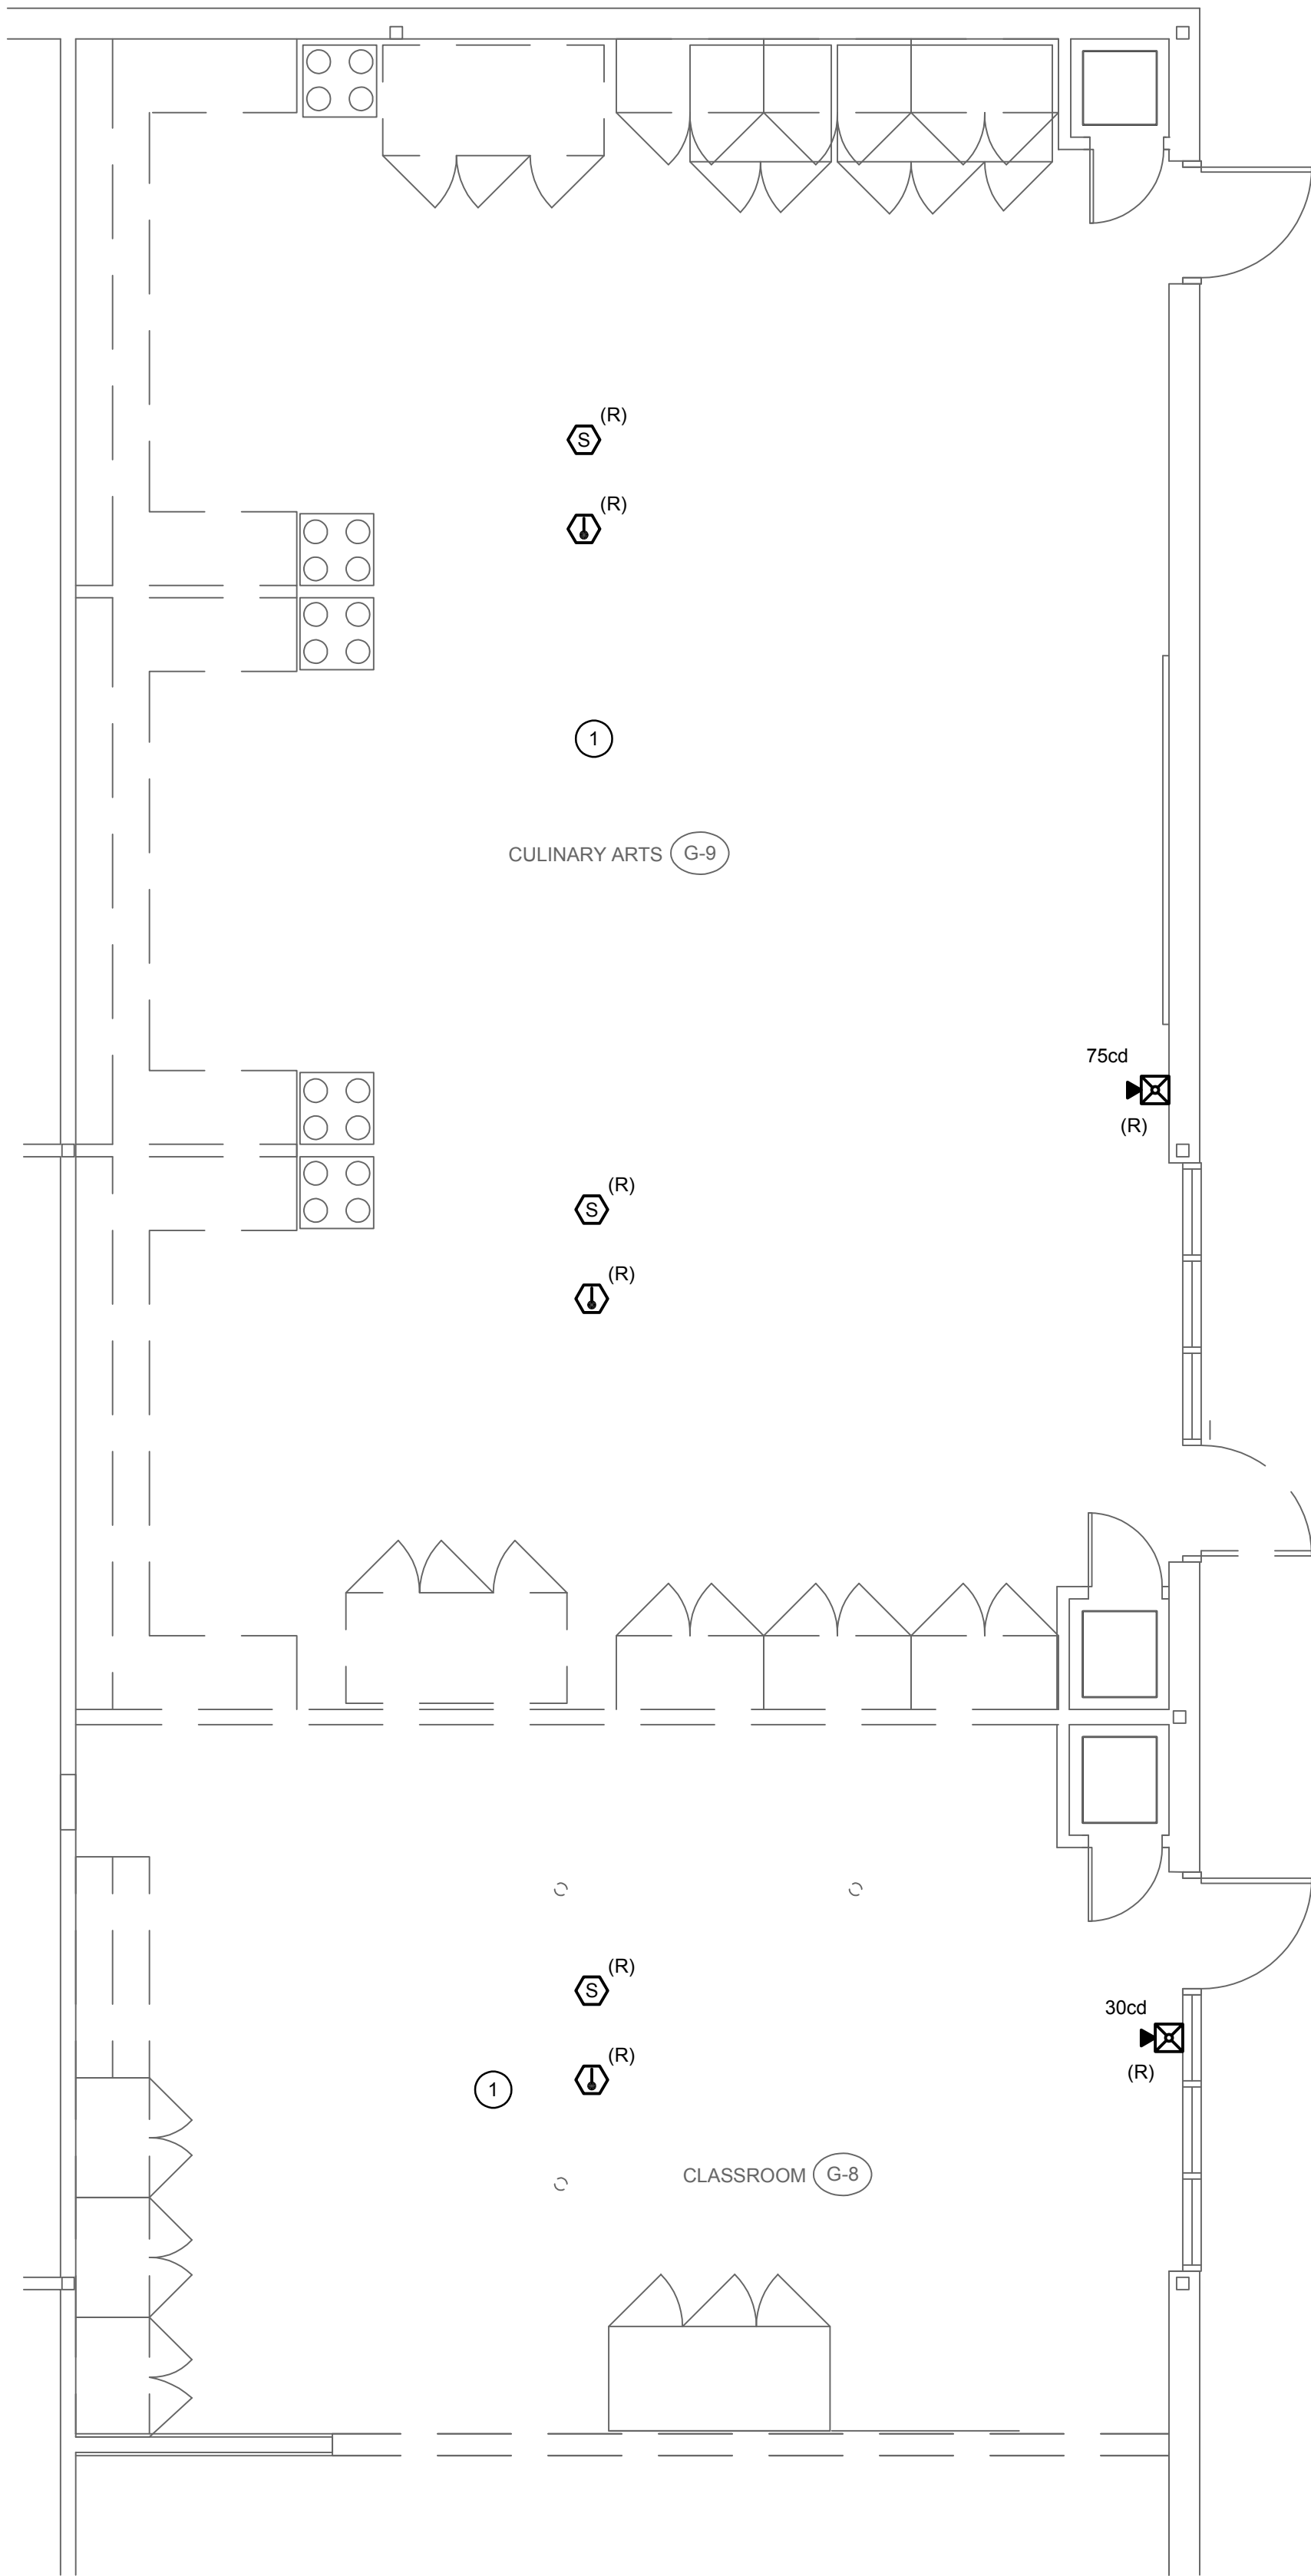 (R)
S
(R)
1
CULINARY ARTS G-9
75cd
(R)
(R)
S
(R)
(R)
S
30cd
(R)
(R)
1
CLASSROOM G-8